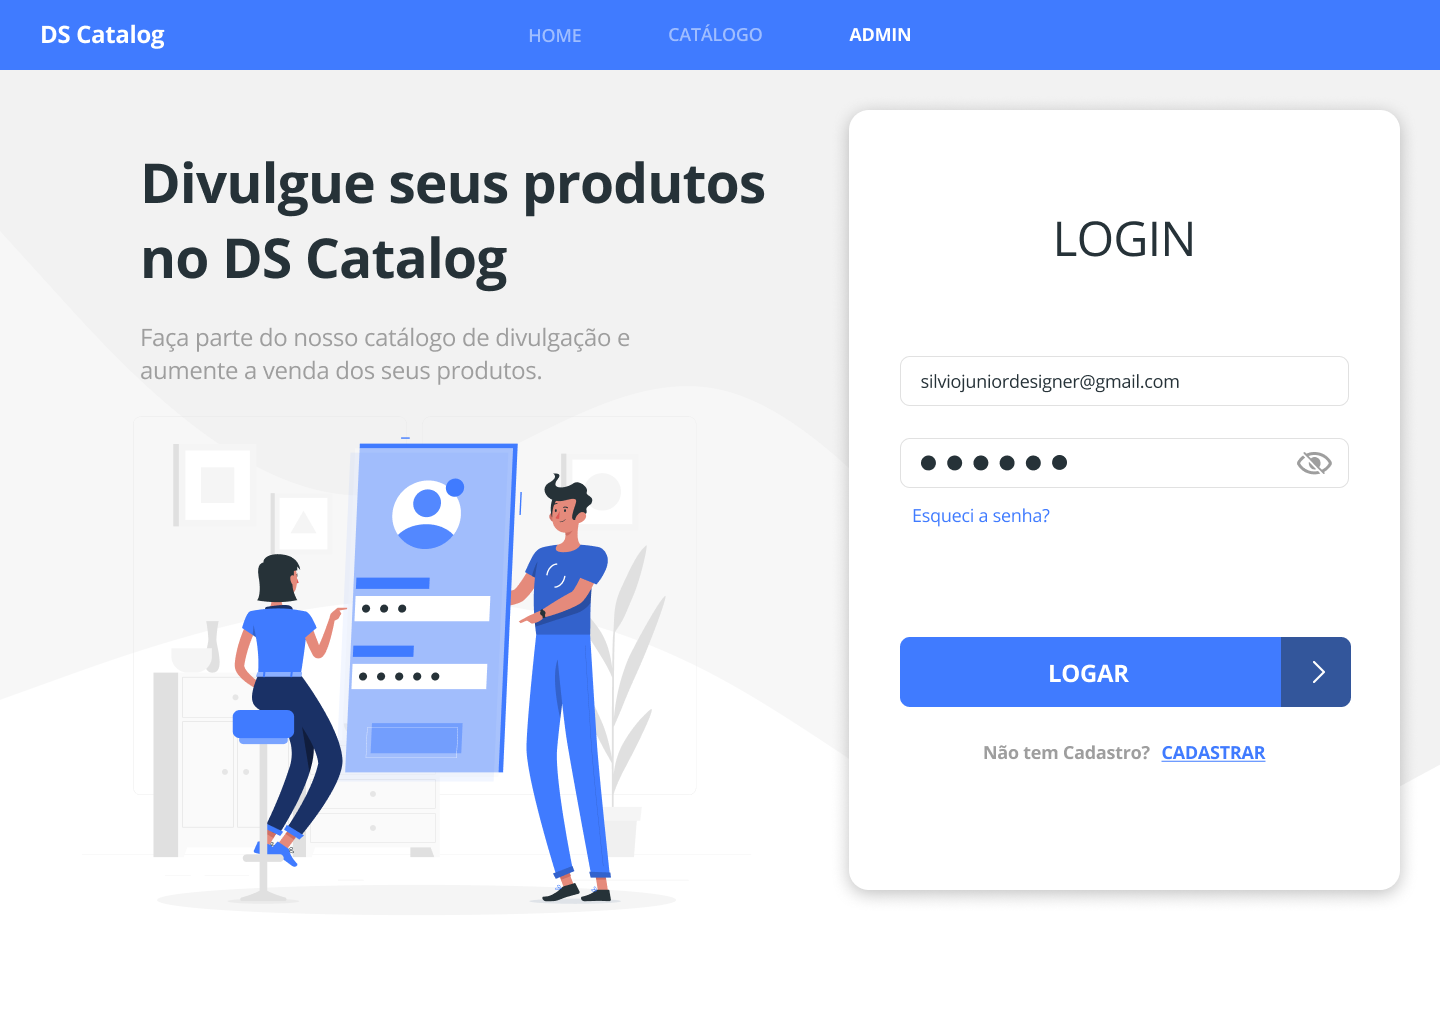 DS Catalog
HOME
CATÁLOGO
ADMIN
Divulgue seus produtos
no DS Catalog
Faça parte do nosso catálogo de divulgação e
aumente a venda dos seus produtos.
LOGIN
silviojuniordesigner@gmail.com
Esqueci a senha?
LOGAR
Não tem Cadastro? CADASTRAR